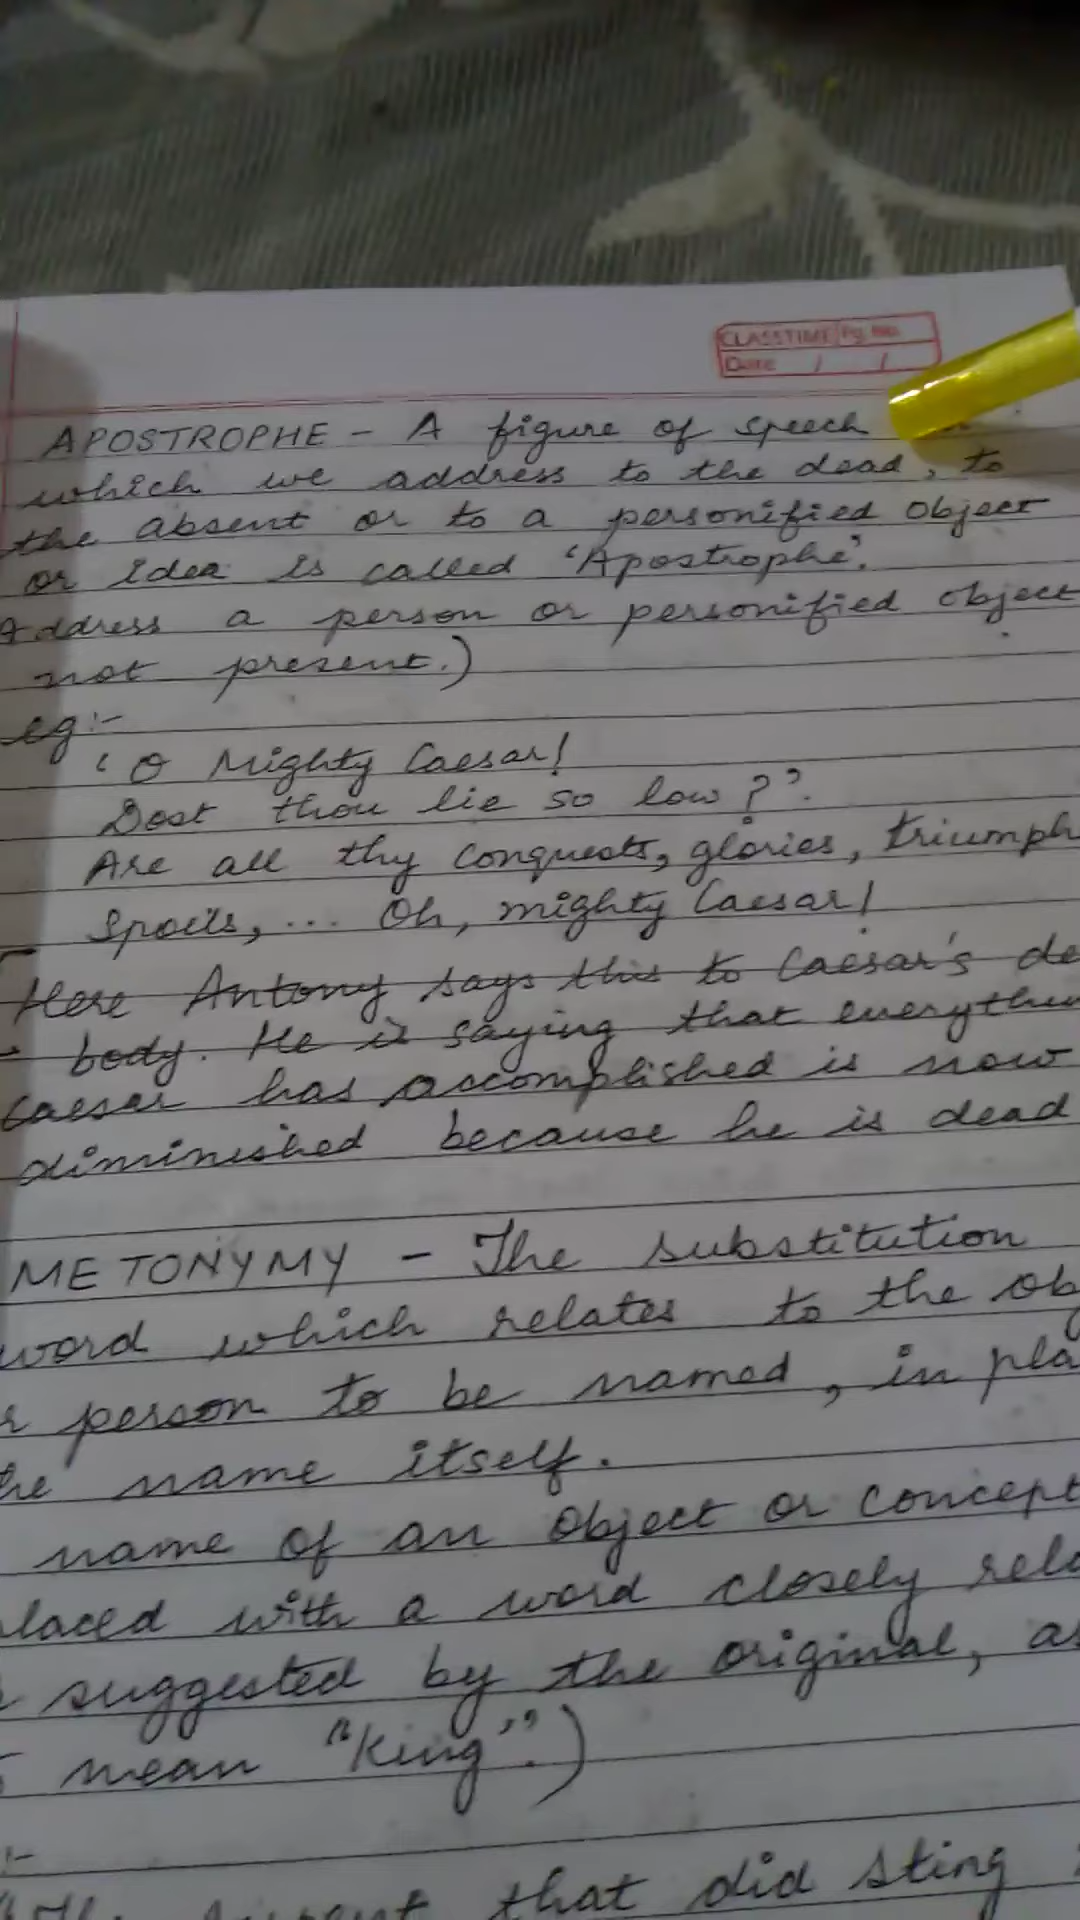 CLASSTIME Pg. No.
Date / /
APOSTROPHE - A figure of speech
which we address to the dead, to
the absent or to a personified object
or idea is called 'Apostrophe'.
Address a person or personified object
not present.)
eg:-
'O Mighty Caesar!
Dost thou lie so low?'.
Are all thy conquests, glories, triumph
Spoils, ... Oh, mighty Caesar!
Here Antony says this to Caesar's de
body. He is saying that everythin
Caesar has accomplished is now
diminished because he is dead
METONYMY - The substitution
word which relates to the ob
r person to be named, in pla
he name itself.
name of an object or concept
placed with a word closely rela
suggested by the original, as
mean "King".)
:-
that did sting